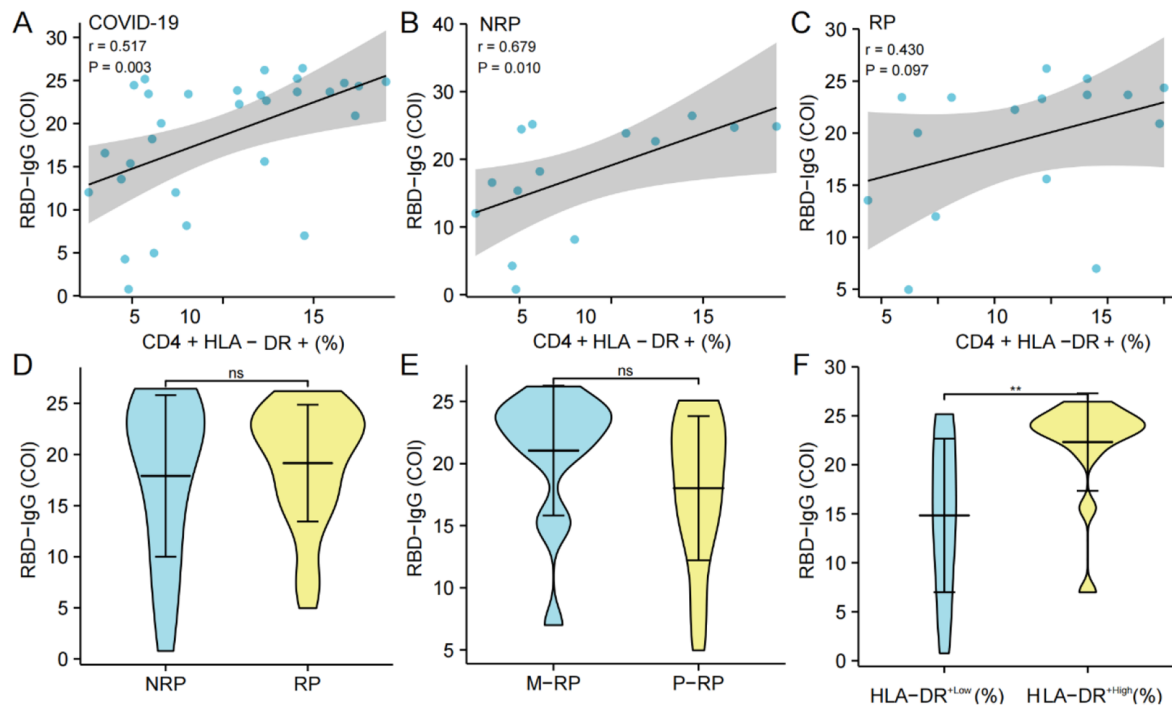 A COVID-19
r = 0.517
P = 0.003
RBD-IgG (COI)
30
25
20
15
10
5
0
5 15
CD4 + HLA - DR + (%)
B NRP
r = 0.679
P = 0.010
RBD-IgG (COI)
40
30
20
10
0
5 10 15
CD4 + HLA - DR + (%)
C RP
r = 0.430
P = 0.097
RBD-IgG (COI)
30
25
20
15
10
5
5 10 15
CD4 + HLA -DR + (%)
D
ns
RBD-IgG (COI)
25
20
15
10
5
0
NRP RP
E
ns
RBD-IgG (COI)
25
20
15
10
5
M-RP P-RP
F
**
RBD-IgG (COI)
30
25
20
15
10
5
0
HLA-DR+Low (%) HLA-DR+High (%)